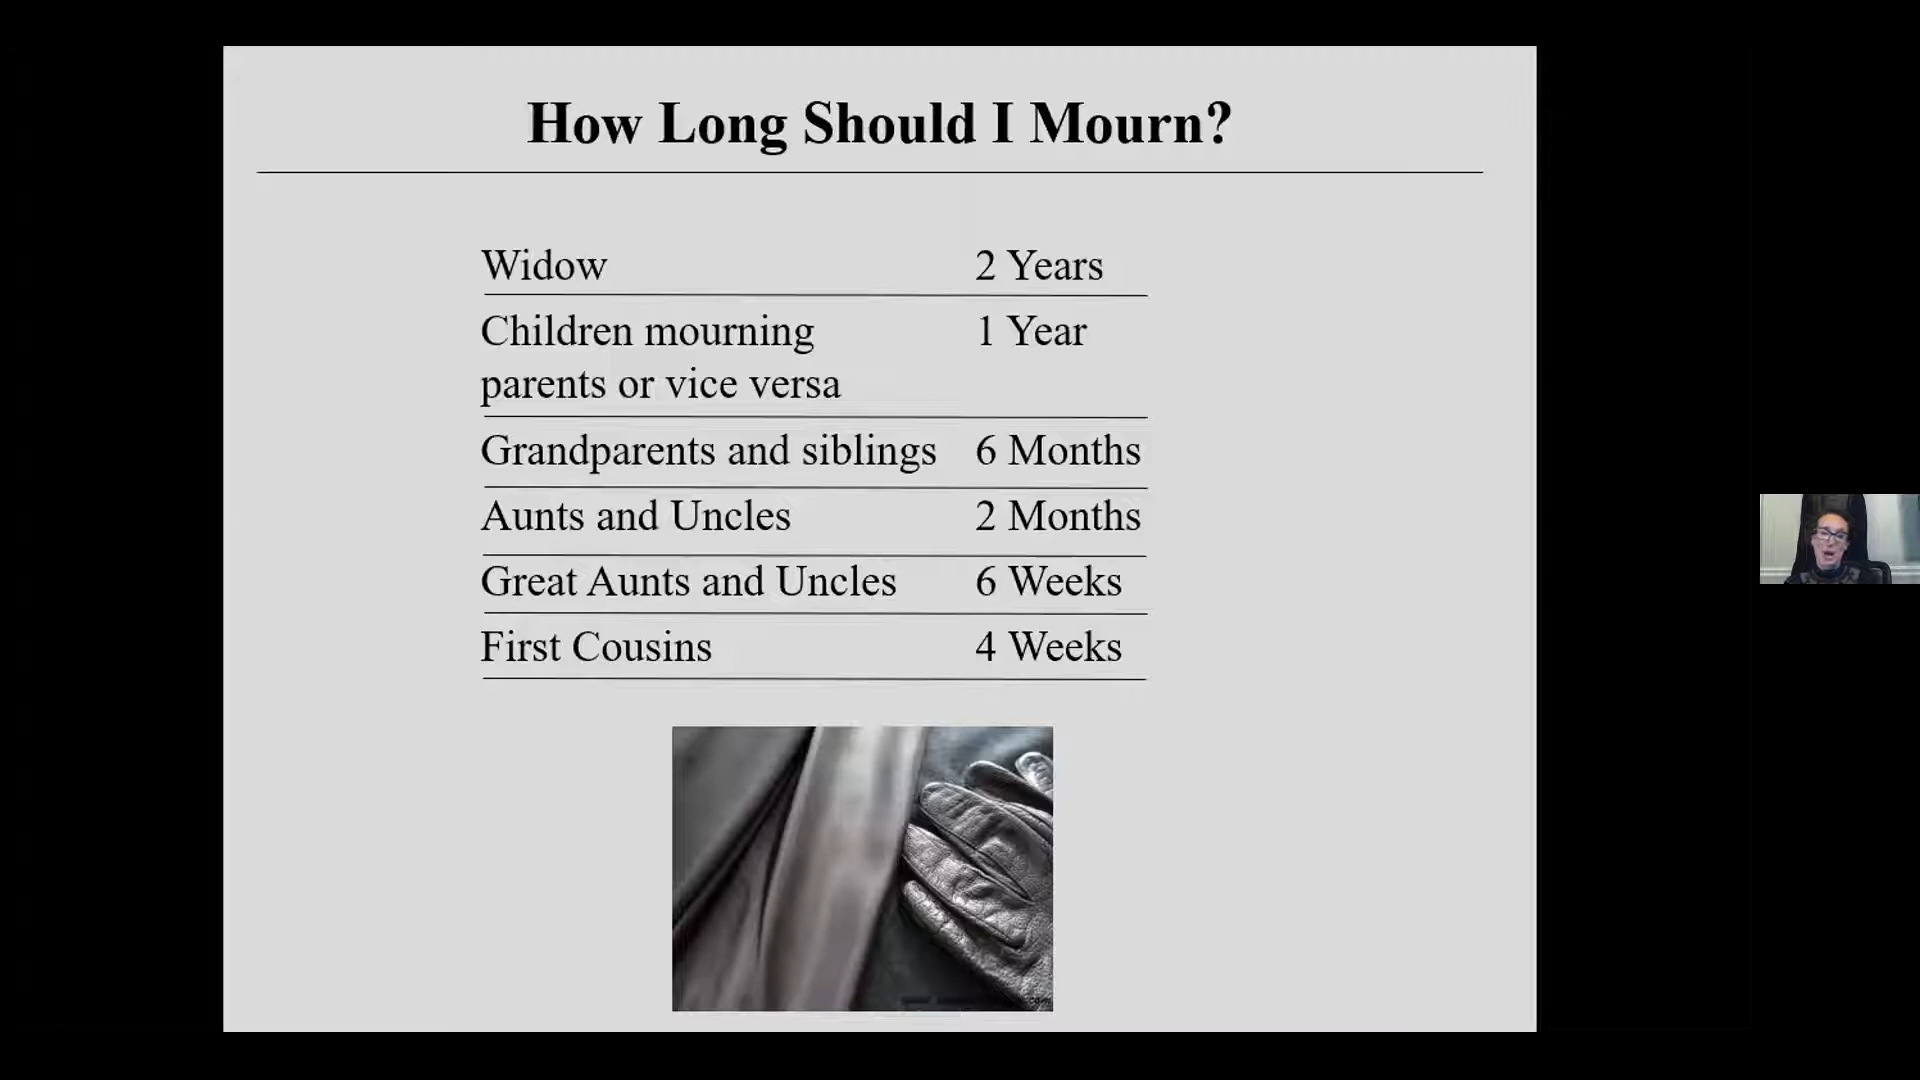 How Long Should I Mourn?
Widow 2 Years
Children mourning 1 Year
parents or vice versa
Grandparents and siblings 6 Months
Aunts and Uncles 2 Months
Great Aunts and Uncles 6 Weeks
First Cousins 4 Weeks